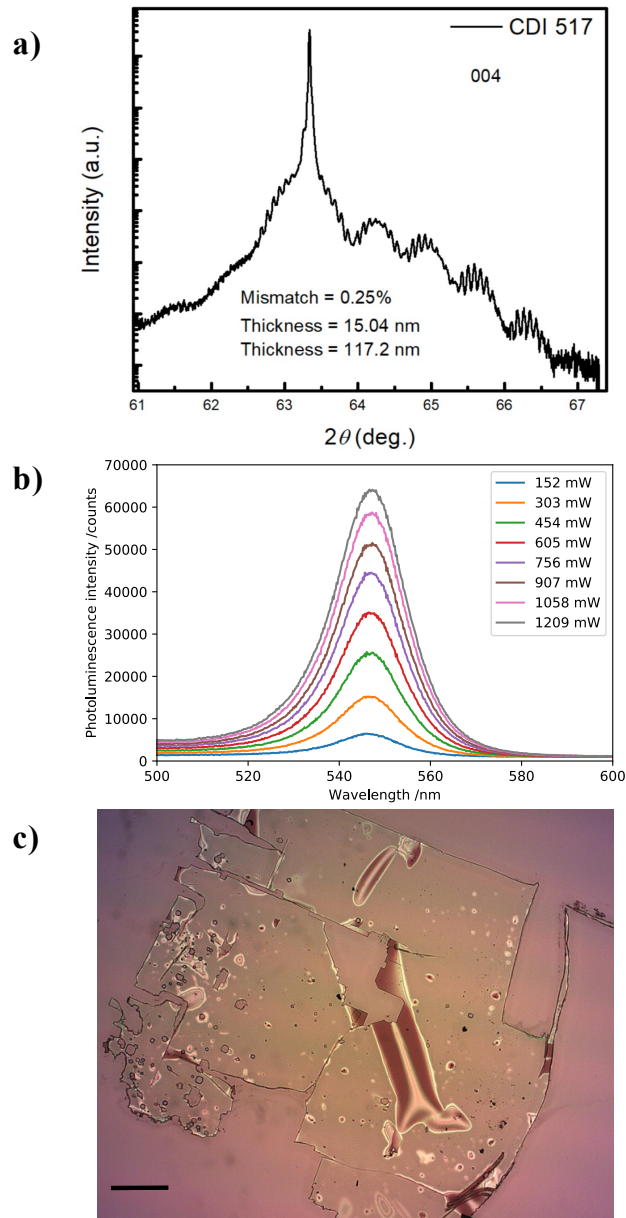 a)
CDI 517
004
Intensity (a.u.)
Mismatch = 0.25%
Thickness = 15.04 nm
Thickness = 117.2 nm
61 62 63 64 65 66 67
2θ (deg.)
b)
70000
60000
50000
40000
30000
20000
10000
0
Photoluminescence intensity /counts
152 mW
303 mW
454 mW
605 mW
756 mW
907 mW
1058 mW
1209 mW
500 520 540 560 580 600
Wavelength /nm
c)